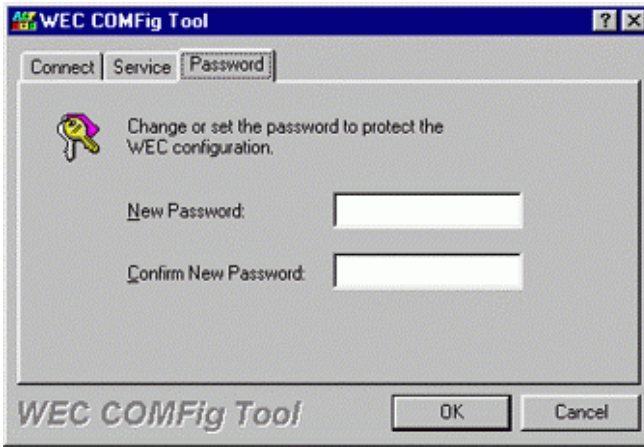 WEC COMFig Tool
Connect Service Password
Change or set the password to protect the
WEC configuration.
New Password:
Confirm New Password:
WEC COMFig Tool
OK Cancel